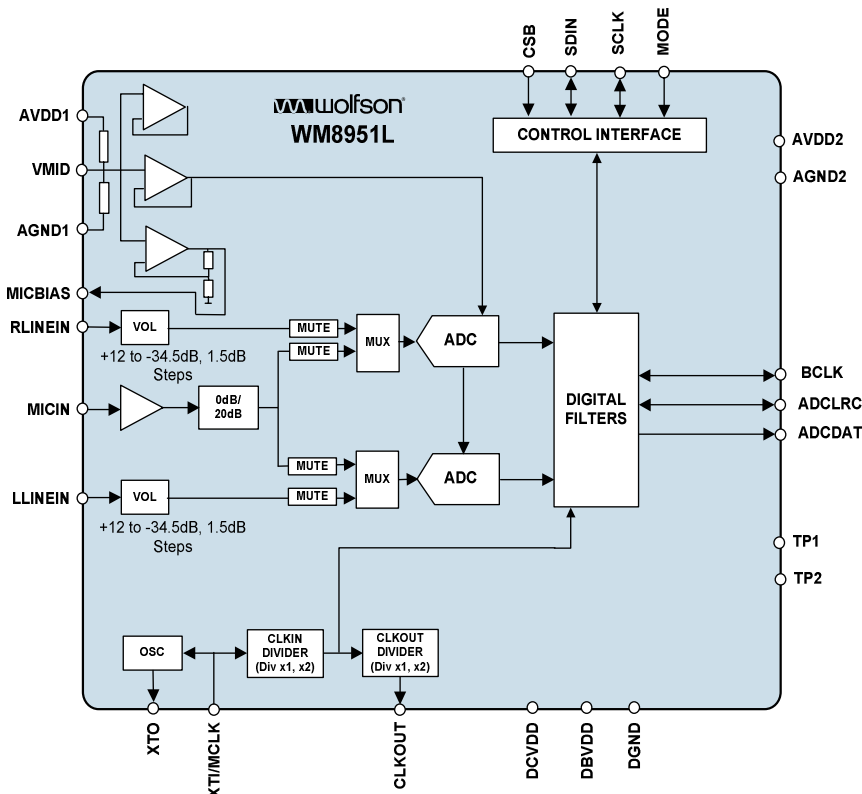 CSB
SDIN
SCLK
MODE
wolfson®
WM8951L
CONTROL INTERFACE
AVDD1
VMID
AGND1
MICBIAS
RLINEIN
MICIN
LLINEIN
AVDD2
AGND2
VOL
+12 to -34.5dB, 1.5dB
Steps
MUTE
MUTE
MUX
ADC
0dB/
20dB
DIGITAL
FILTERS
BCLK
ADCLRC
ADCDAT
MUTE
MUTE
MUX
ADC
VOL
+12 to -34.5dB, 1.5dB
Steps
TP1
TP2
OSC
CLKIN
DIVIDER
(Div x1, x2)
CLKOUT
DIVIDER
(Div x1, x2)
XTO
XTI/MCLK
CLKOUT
DCVDD
DBVDD
DGND